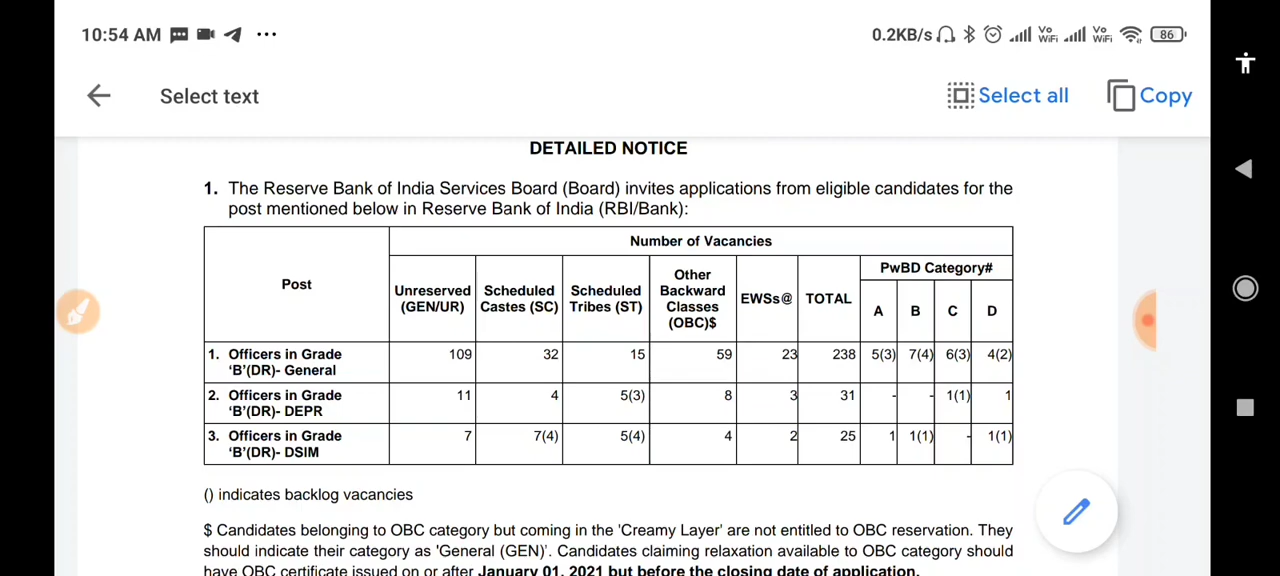 10:54 AM ...
0.2KB/s Vo WiFi Vo WiFi 86
Select text
Select all
Copy
DETAILED NOTICE
1. The Reserve Bank of India Services Board (Board) invites applications from eligible candidates for the
post mentioned below in Reserve Bank of India (RBI/Bank):
Post
Number of Vacancies
Unreserved (GEN/UR)
Scheduled Castes (SC)
Scheduled Tribes (ST)
Other Backward Classes (OBC)$
EWSs@
TOTAL
PwBD Category#
A B C D
1. Officers in Grade 'B'(DR)- General 109 32 15 59 23 238 5(3) 7(4) 6(3) 4(2)
2. Officers in Grade 'B'(DR)- DEPR 11 4 5(3) 8 3 31 - - 1(1) 1
3. Officers in Grade 'B'(DR)- DSIM 7 7(4) 5(4) 4 2 25 1 1(1) - 1(1)
() indicates backlog vacancies
$ Candidates belonging to OBC category but coming in the 'Creamy Layer' are not entitled to OBC reservation. They
should indicate their category as 'General (GEN)'. Candidates claiming relaxation available to OBC category should
have OBC certificate issued on or after January 01, 2021 but before the closing date of application.